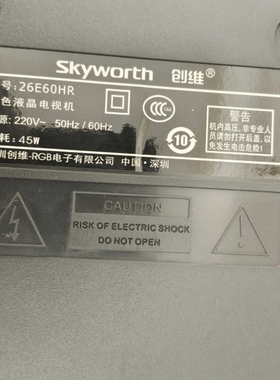 Skyworth 创维®
号: 26E60HR
色液晶电视机
源: 220V~ 50Hz / 60Hz
耗: 45W
圳创维-RGB电子有限公司 中国·深圳
10
警告
机内高压,非专业人
员请勿打开后盖,以
免发生电击危险!
CAUTION
RISK OF ELECTRIC SHOCK
DO NOT OPEN